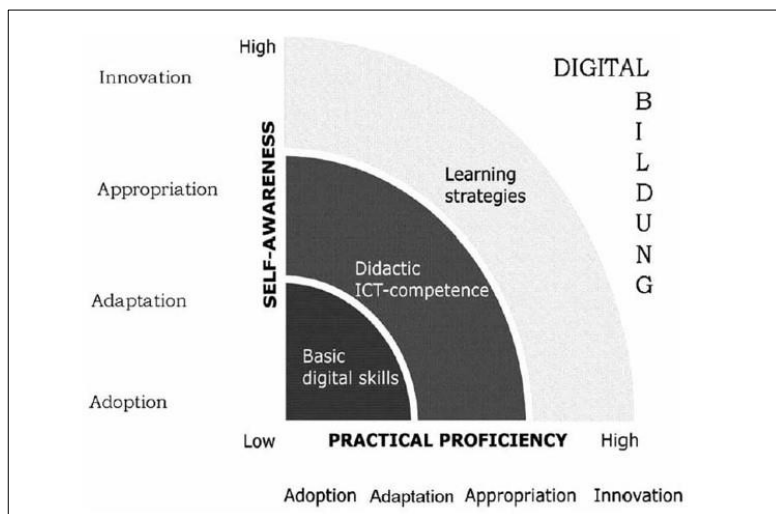 High
Innovation
DIGITAL
B
I
L
D
U
N
G
Learning
strategies
Appropriation
SELF-AWARENESS
Didactic
ICT-competence
Adaptation
Basic
digital skills
Adoption
Low PRACTICAL PROFICIENCY High
Adoption Adaptation Appropriation Innovation